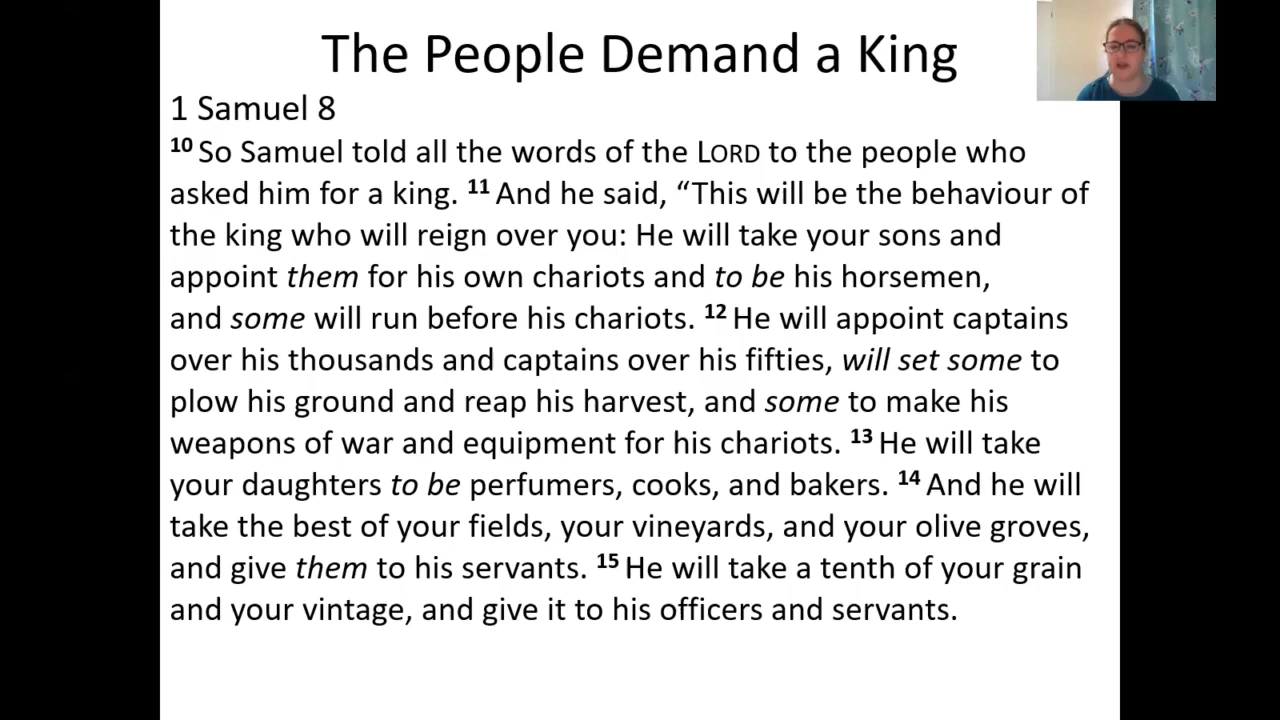 The People Demand a King
1 Samuel 8
10 So Samuel told all the words of the LORD to the people who
asked him for a king. 11 And he said, “This will be the behaviour of
the king who will reign over you: He will take your sons and
appoint them for his own chariots and to be his horsemen,
and some will run before his chariots. 12 He will appoint captains
over his thousands and captains over his fifties, will set some to
plow his ground and reap his harvest, and some to make his
weapons of war and equipment for his chariots. 13 He will take
your daughters to be perfumers, cooks, and bakers. 14 And he will
take the best of your fields, your vineyards, and your olive groves,
and give them to his servants. 15 He will take a tenth of your grain
and your vintage, and give it to his officers and servants.